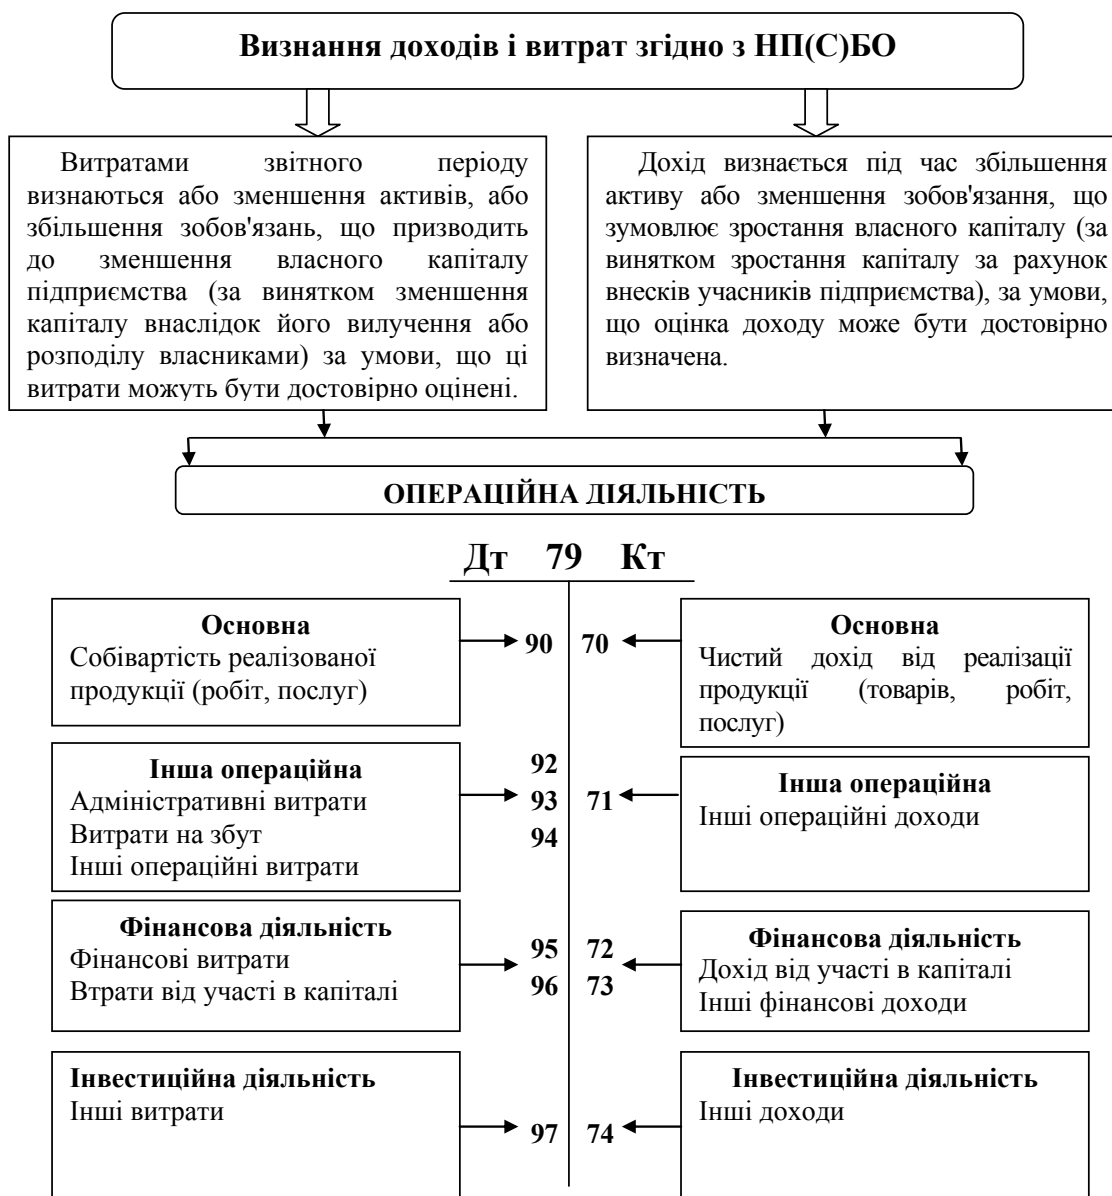 Визнання доходів і витрат згідно з НП(С)БО
Витратами звітного періоду
визнаються або зменшення активів, або
збільшення зобов'язань, що призводить
до зменшення власного капіталу
підприємства (за винятком зменшення
капіталу внаслідок його вилучення або
розподілу власниками) за умови, що ці
витрати можуть бути достовірно оцінені.
Дохід визнається під час збільшення
активу або зменшення зобов'язання, що
зумовлює зростання власного капіталу (за
винятком зростання капіталу за рахунок
внесків учасників підприємства), за умови,
що оцінка доходу може бути достовірно
визначена.
ОПЕРАЦІЙНА ДІЯЛЬНІСТЬ
Дт 79 Кт
Основна
Собівартість реалізованої
продукції (робіт, послуг)
90 70
Основна
Чистий дохід від реалізації
продукції (товарів, робіт,
послуг)
Інша операційна
Адміністративні витрати
Витрати на збут
Інші операційні витрати
92
93 71
94
Інша операційна
Інші операційні доходи
Фінансова діяльність
Фінансові витрати
Втрати від участі в капіталі
95 72
96 73
Фінансова діяльність
Дохід від участі в капіталі
Інші фінансові доходи
Інвестиційна діяльність
Інші витрати
97 74
Інвестиційна діяльність
Інші доходи